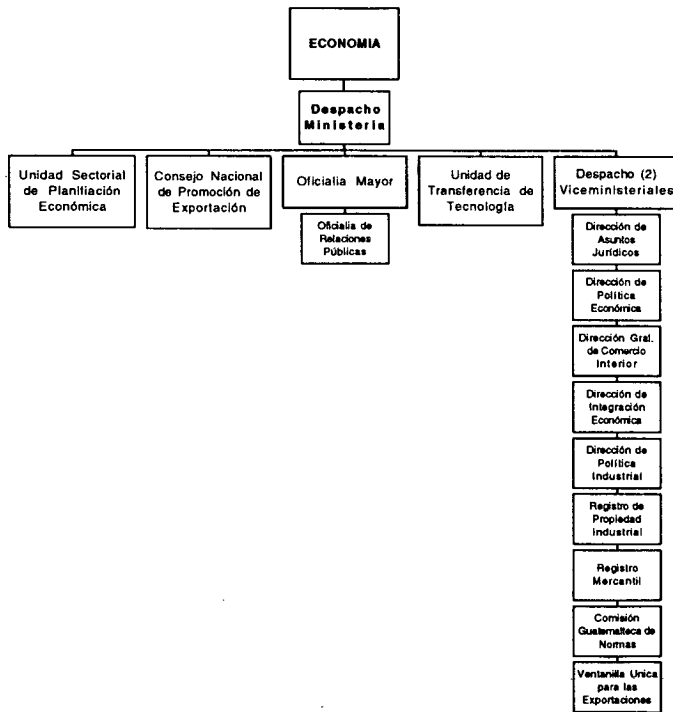 ECONOMIA
Despacho
Ministeria
Unidad Sectorial
de Planifiación
Económica
Consejo Nacional
de Promoción de
Exportación
Oficialia Mayor
Unidad de
Transferencia de
Tecnología
Despacho (2)
Viceministeriales
Oficialia de
Relaciones
Públicas
Dirección de
Asuntos
Jurídicos
Dirección de
Política
Económica
Dirección Gral.
de Comercio
Interior
Dirección de
Integración
Económica
Dirección de
Política
Industrial
Registro de
Propiedad
Industrial
Registro
Mercantil
Comisión
Guatemalteca de
Normas
Ventanilla Unica
para las
Exportaciones